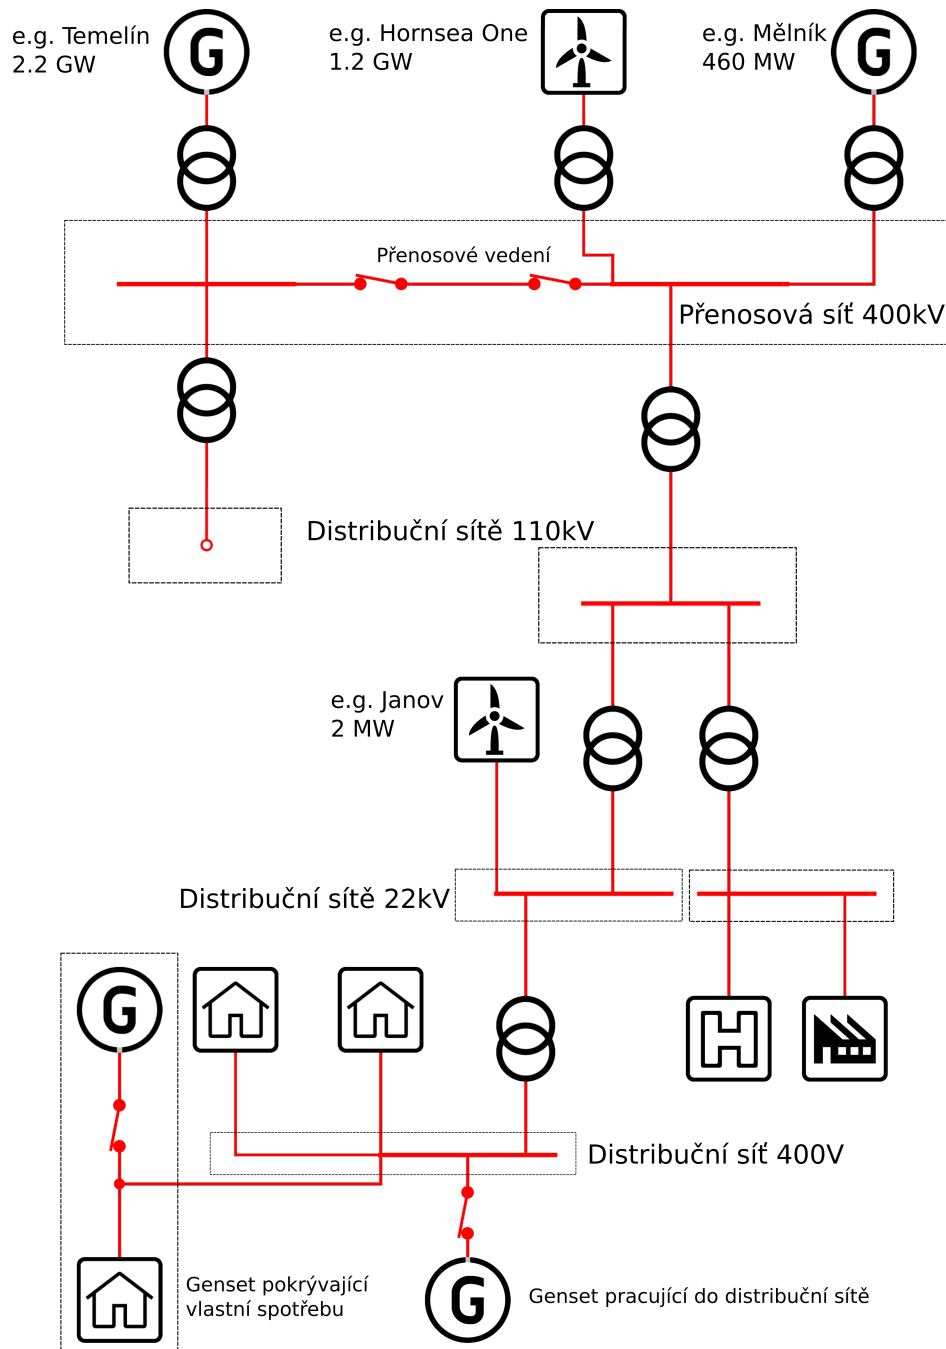 e.g. Temelín
2.2 GW
G
e.g. Hornsea One
1.2 GW
e.g. Mělník
460 MW
G
Přenosové vedení
Přenosová síť 400kV
Distribuční sítě 110kV
e.g. Janov
2 MW
Distribuční sítě 22kV
G
H
Distribuční síť 400V
Genset pokrývající
vlastní spotřebu
G
Genset pracující do distribuční sítě